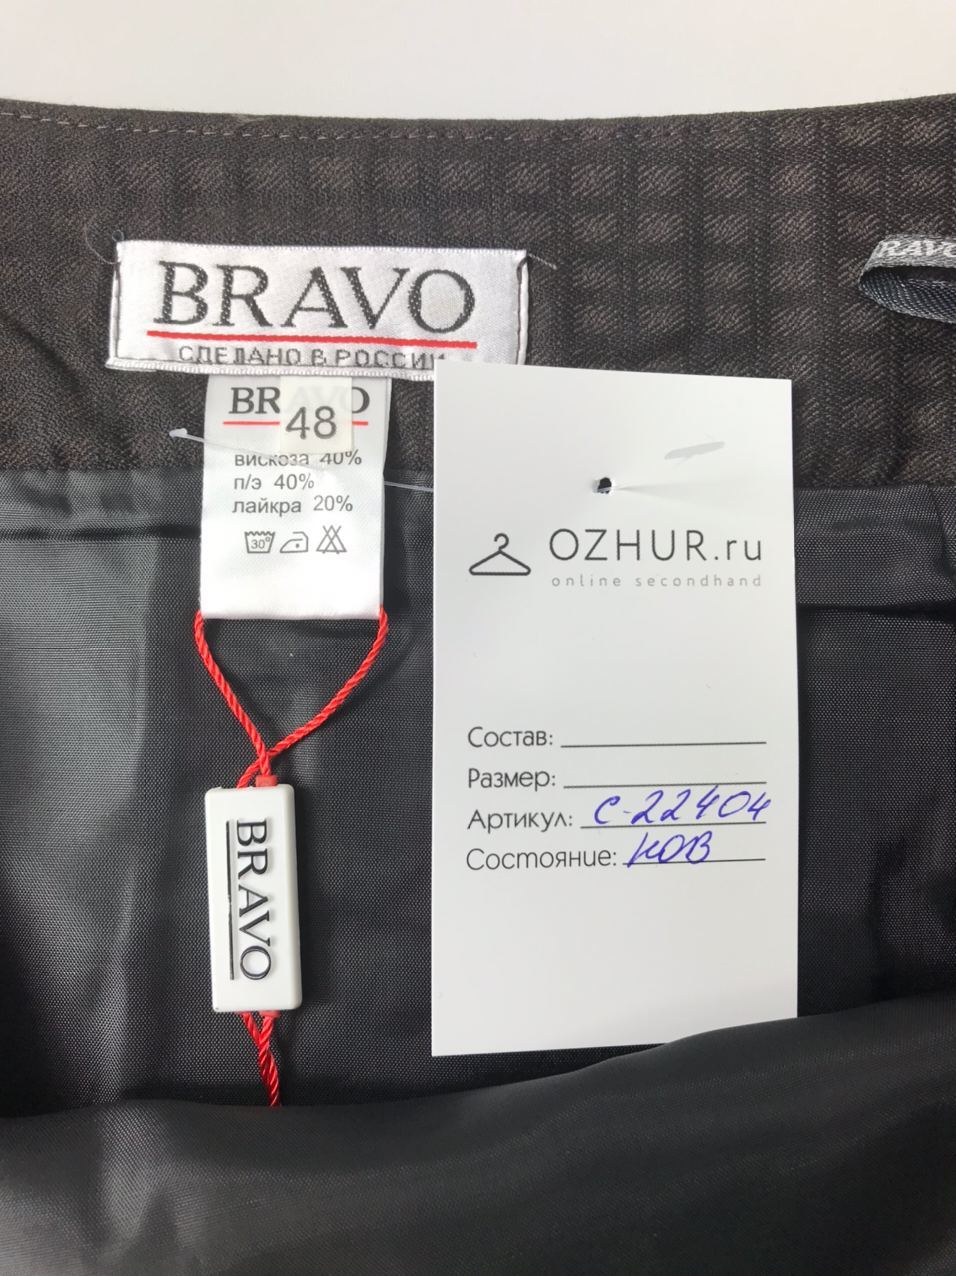 BRAVO
СДЕЛАНО В РОССИИ
RAVO
BRAVO
48
вискоза 40%
п/э 40%
лайкра 20%
30°
OZHUR.ru
online secondhand
Состав:
Размер:
Артикул: С-22404
Состояние: НОВ
BRAVO